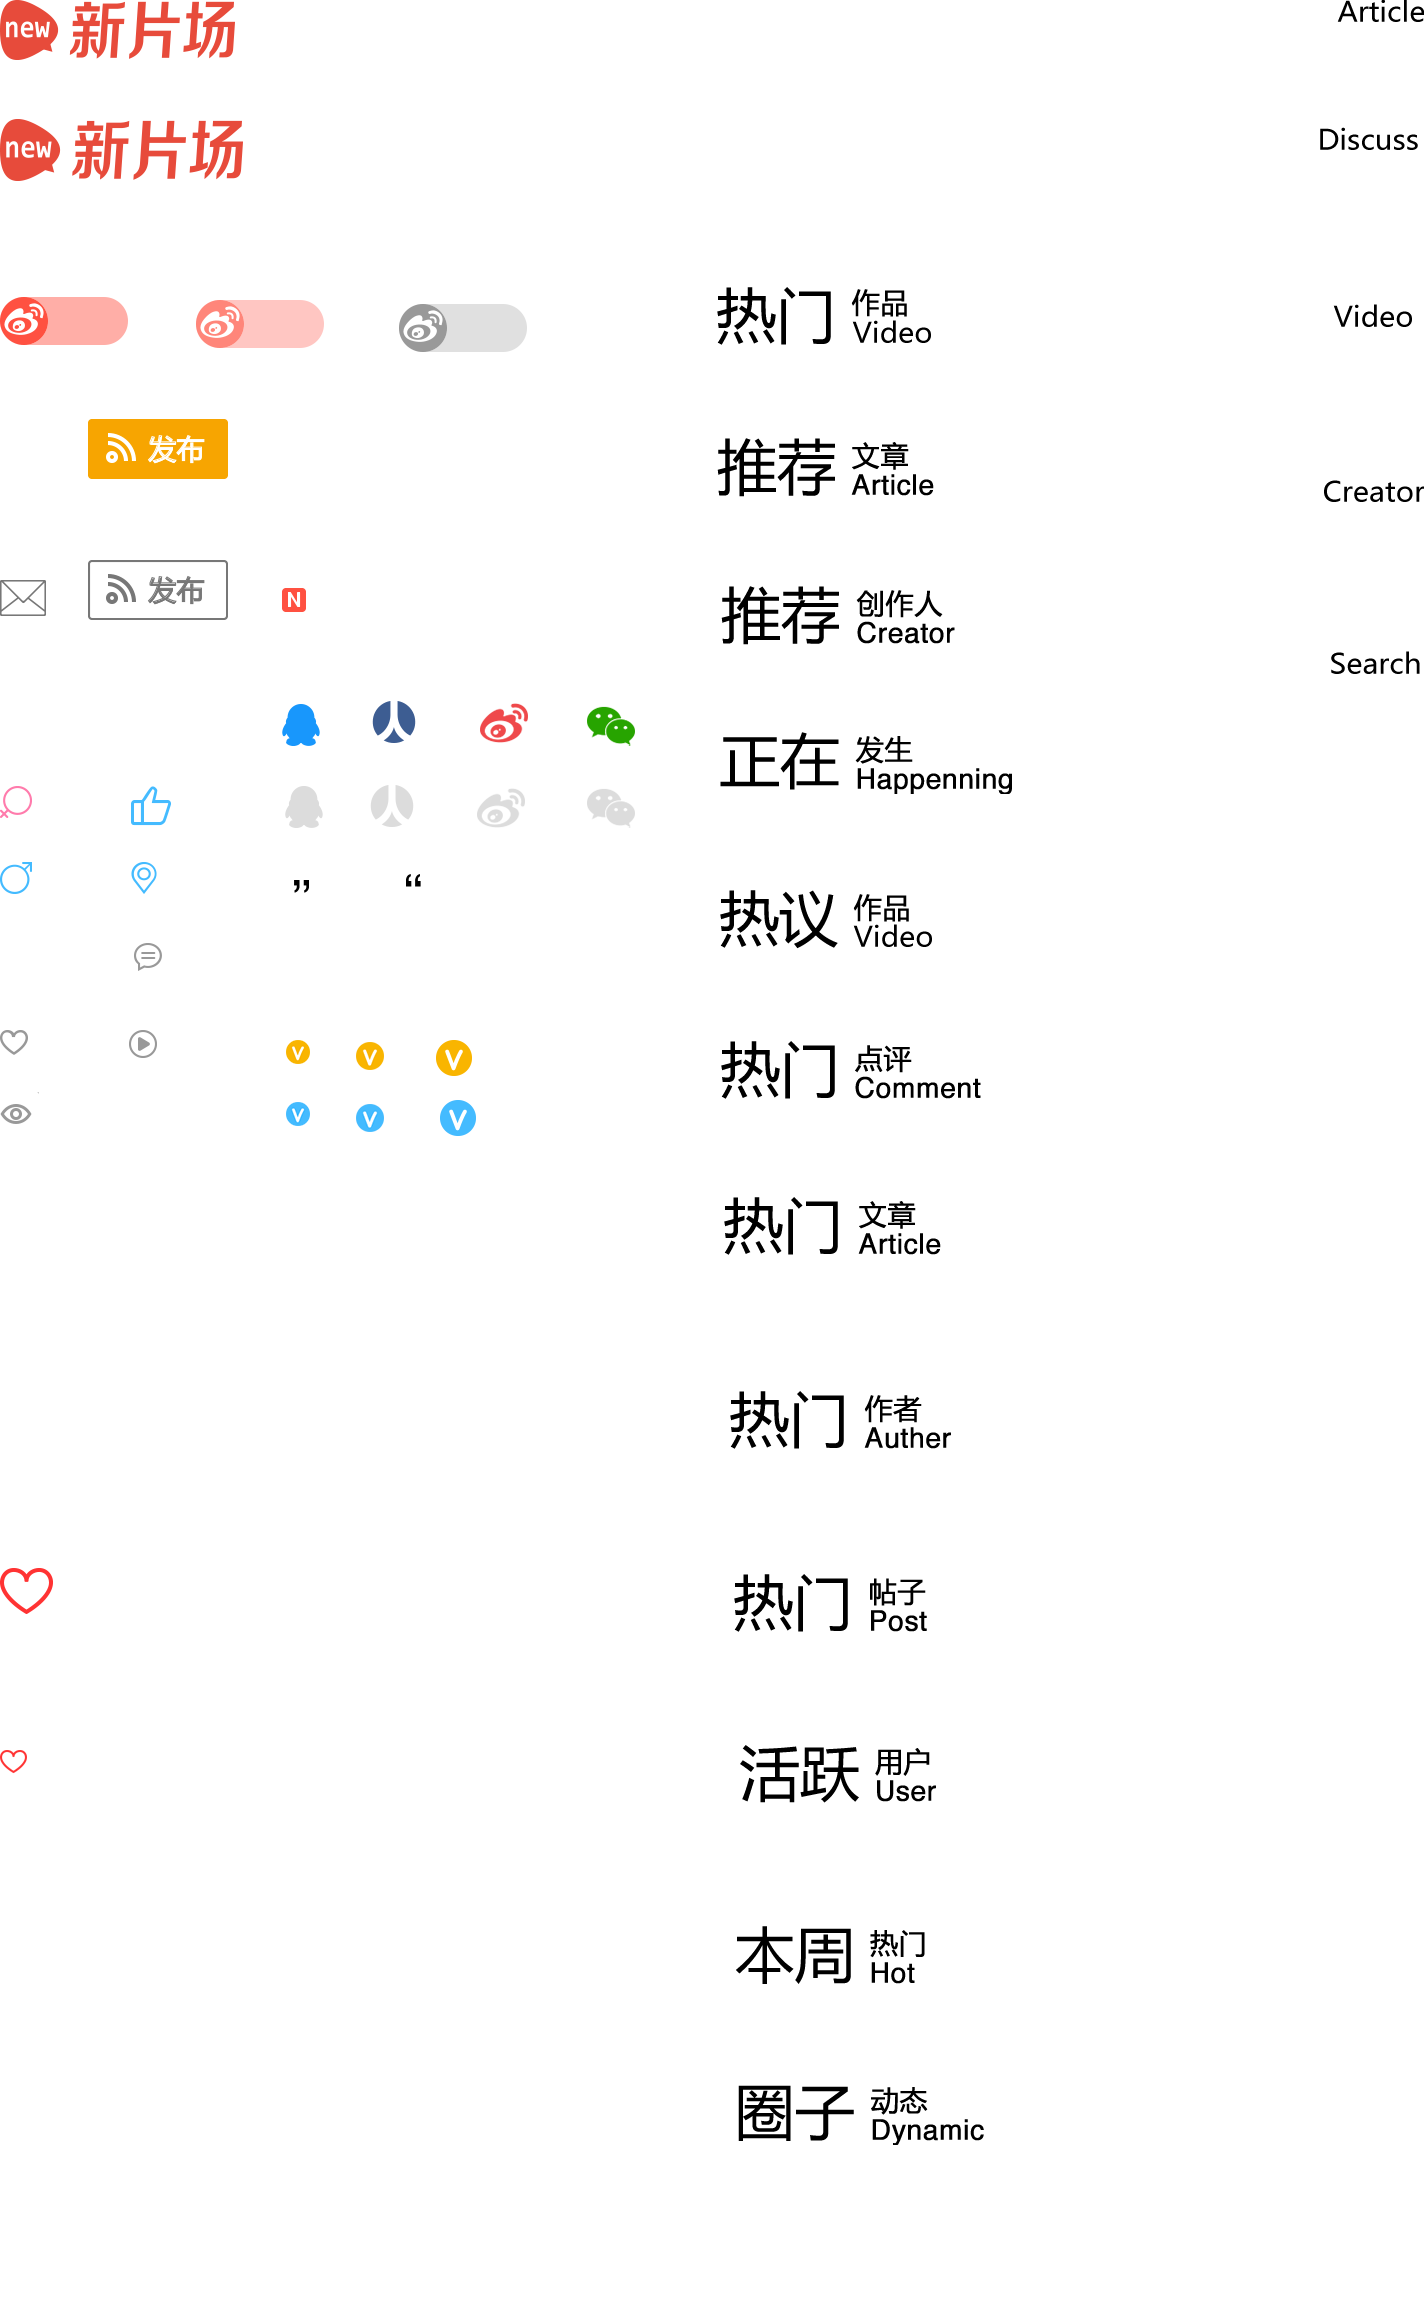 new 新片场
Article
new 新片场
Discuss
热门 作品
Video
Video
发布
推荐 文章
Article
Creator
发布
N
推荐 创作人
Creator
Search
正在 发生
Happenning
” “
热议 作品
Video
热门 点评
Comment
V V V
V V V
热门 文章
Article
热门 作者
Auther
热门 帖子
Post
活跃 用户
User
本周 热门
Hot
圈子 动态
Dynamic